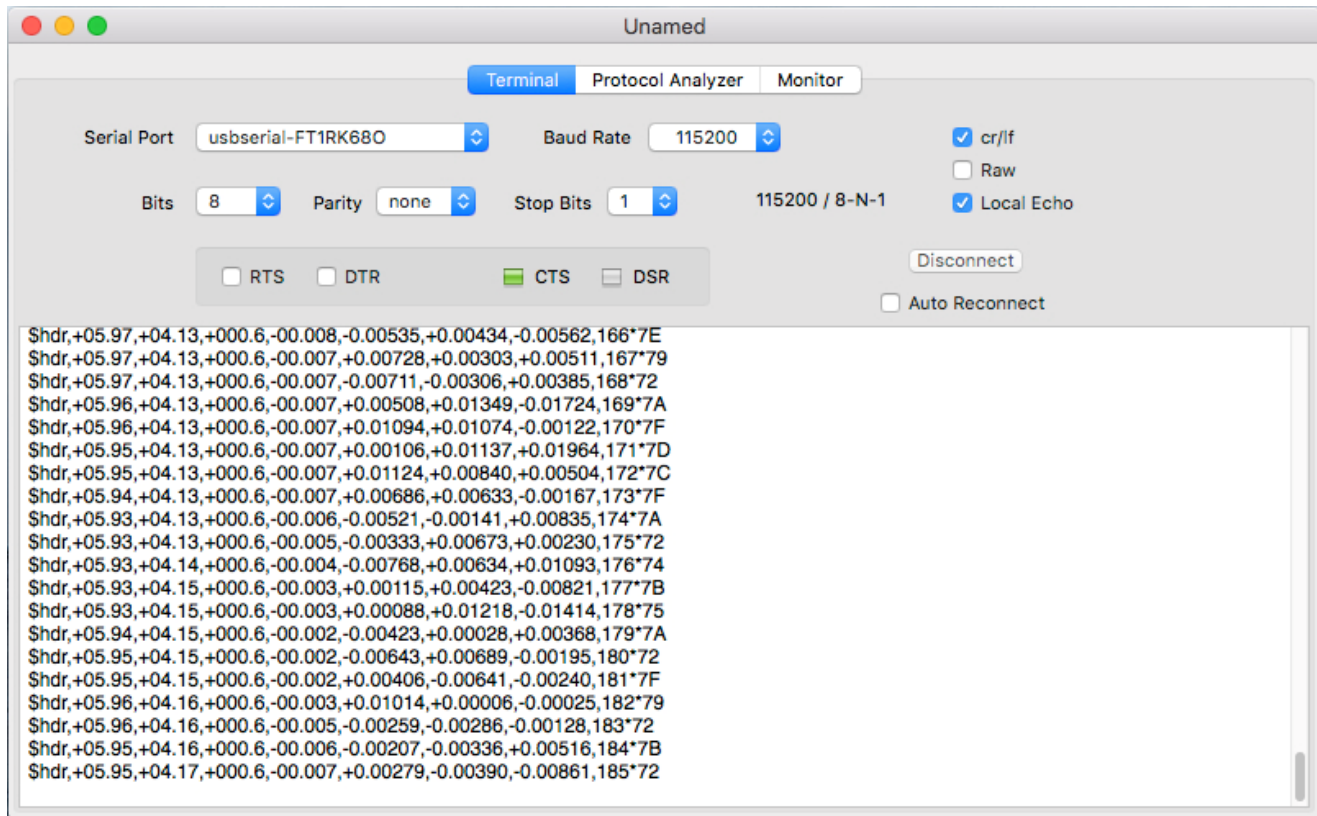 Unamed
Terminal Protocol Analyzer Monitor
Serial Port usbserial-FT1RK68O Baud Rate 115200 cr/lf
Raw
Bits 8 Parity none Stop Bits 1 115200 / 8-N-1 Local Echo
Disconnect
RTS DTR CTS DSR
Auto Reconnect
$hdr,+05.97,+04.13,+000.6,-00.008,-0.00535,+0.00434,-0.00562,166*7E
$hdr,+05.97,+04.13,+000.6,-00.007,+0.00728,+0.00303,+0.00511,167*79
$hdr,+05.97,+04.13,+000.6,-00.007,-0.00711,-0.00306,+0.00385,168*72
$hdr,+05.96,+04.13,+000.6,-00.007,+0.00508,+0.01349,-0.01724,169*7A
$hdr,+05.96,+04.13,+000.6,-00.007,+0.01094,+0.01074,-0.00122,170*7F
$hdr,+05.95,+04.13,+000.6,-00.007,+0.00106,+0.01137,+0.01964,171*7D
$hdr,+05.95,+04.13,+000.6,-00.007,+0.01124,+0.00840,+0.00504,172*7C
$hdr,+05.94,+04.13,+000.6,-00.007,+0.00686,+0.00633,-0.00167,173*7F
$hdr,+05.93,+04.13,+000.6,-00.006,-0.00521,-0.00141,+0.00835,174*7A
$hdr,+05.93,+04.13,+000.6,-00.005,-0.00333,+0.00673,+0.00230,175*72
$hdr,+05.93,+04.14,+000.6,-00.004,-0.00768,+0.00634,+0.01093,176*74
$hdr,+05.93,+04.15,+000.6,-00.003,+0.00115,+0.00423,-0.00821,177*7B
$hdr,+05.93,+04.15,+000.6,-00.003,+0.00088,+0.01218,-0.01414,178*75
$hdr,+05.94,+04.15,+000.6,-00.002,-0.00423,+0.00028,+0.00368,179*7A
$hdr,+05.95,+04.15,+000.6,-00.002,-0.00643,+0.00689,-0.00195,180*72
$hdr,+05.95,+04.15,+000.6,-00.002,+0.00406,-0.00641,-0.00240,181*7F
$hdr,+05.96,+04.16,+000.6,-00.003,+0.01014,+0.00006,-0.00025,182*79
$hdr,+05.96,+04.16,+000.6,-00.005,-0.00259,-0.00286,-0.00128,183*72
$hdr,+05.95,+04.16,+000.6,-00.006,-0.00207,-0.00336,+0.00516,184*7B
$hdr,+05.95,+04.17,+000.6,-00.007,+0.00279,-0.00390,-0.00861,185*72